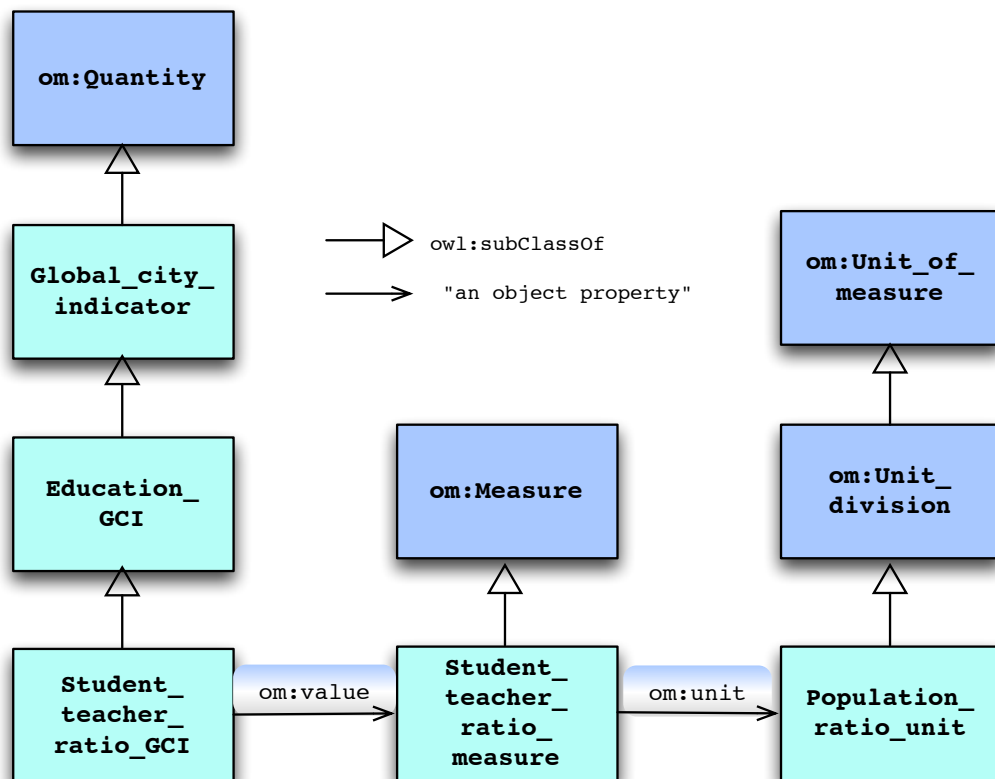 om:Quantity
Global_city_
indicator
owl:subClassOf
"an object property"
om:Unit_of_
measure
Education_
GCI
om:Measure
om:Unit_
division
Student_
teacher_
ratio_GCI
om:value
Student_
teacher_
ratio_
measure
om:unit
Population_
ratio_unit